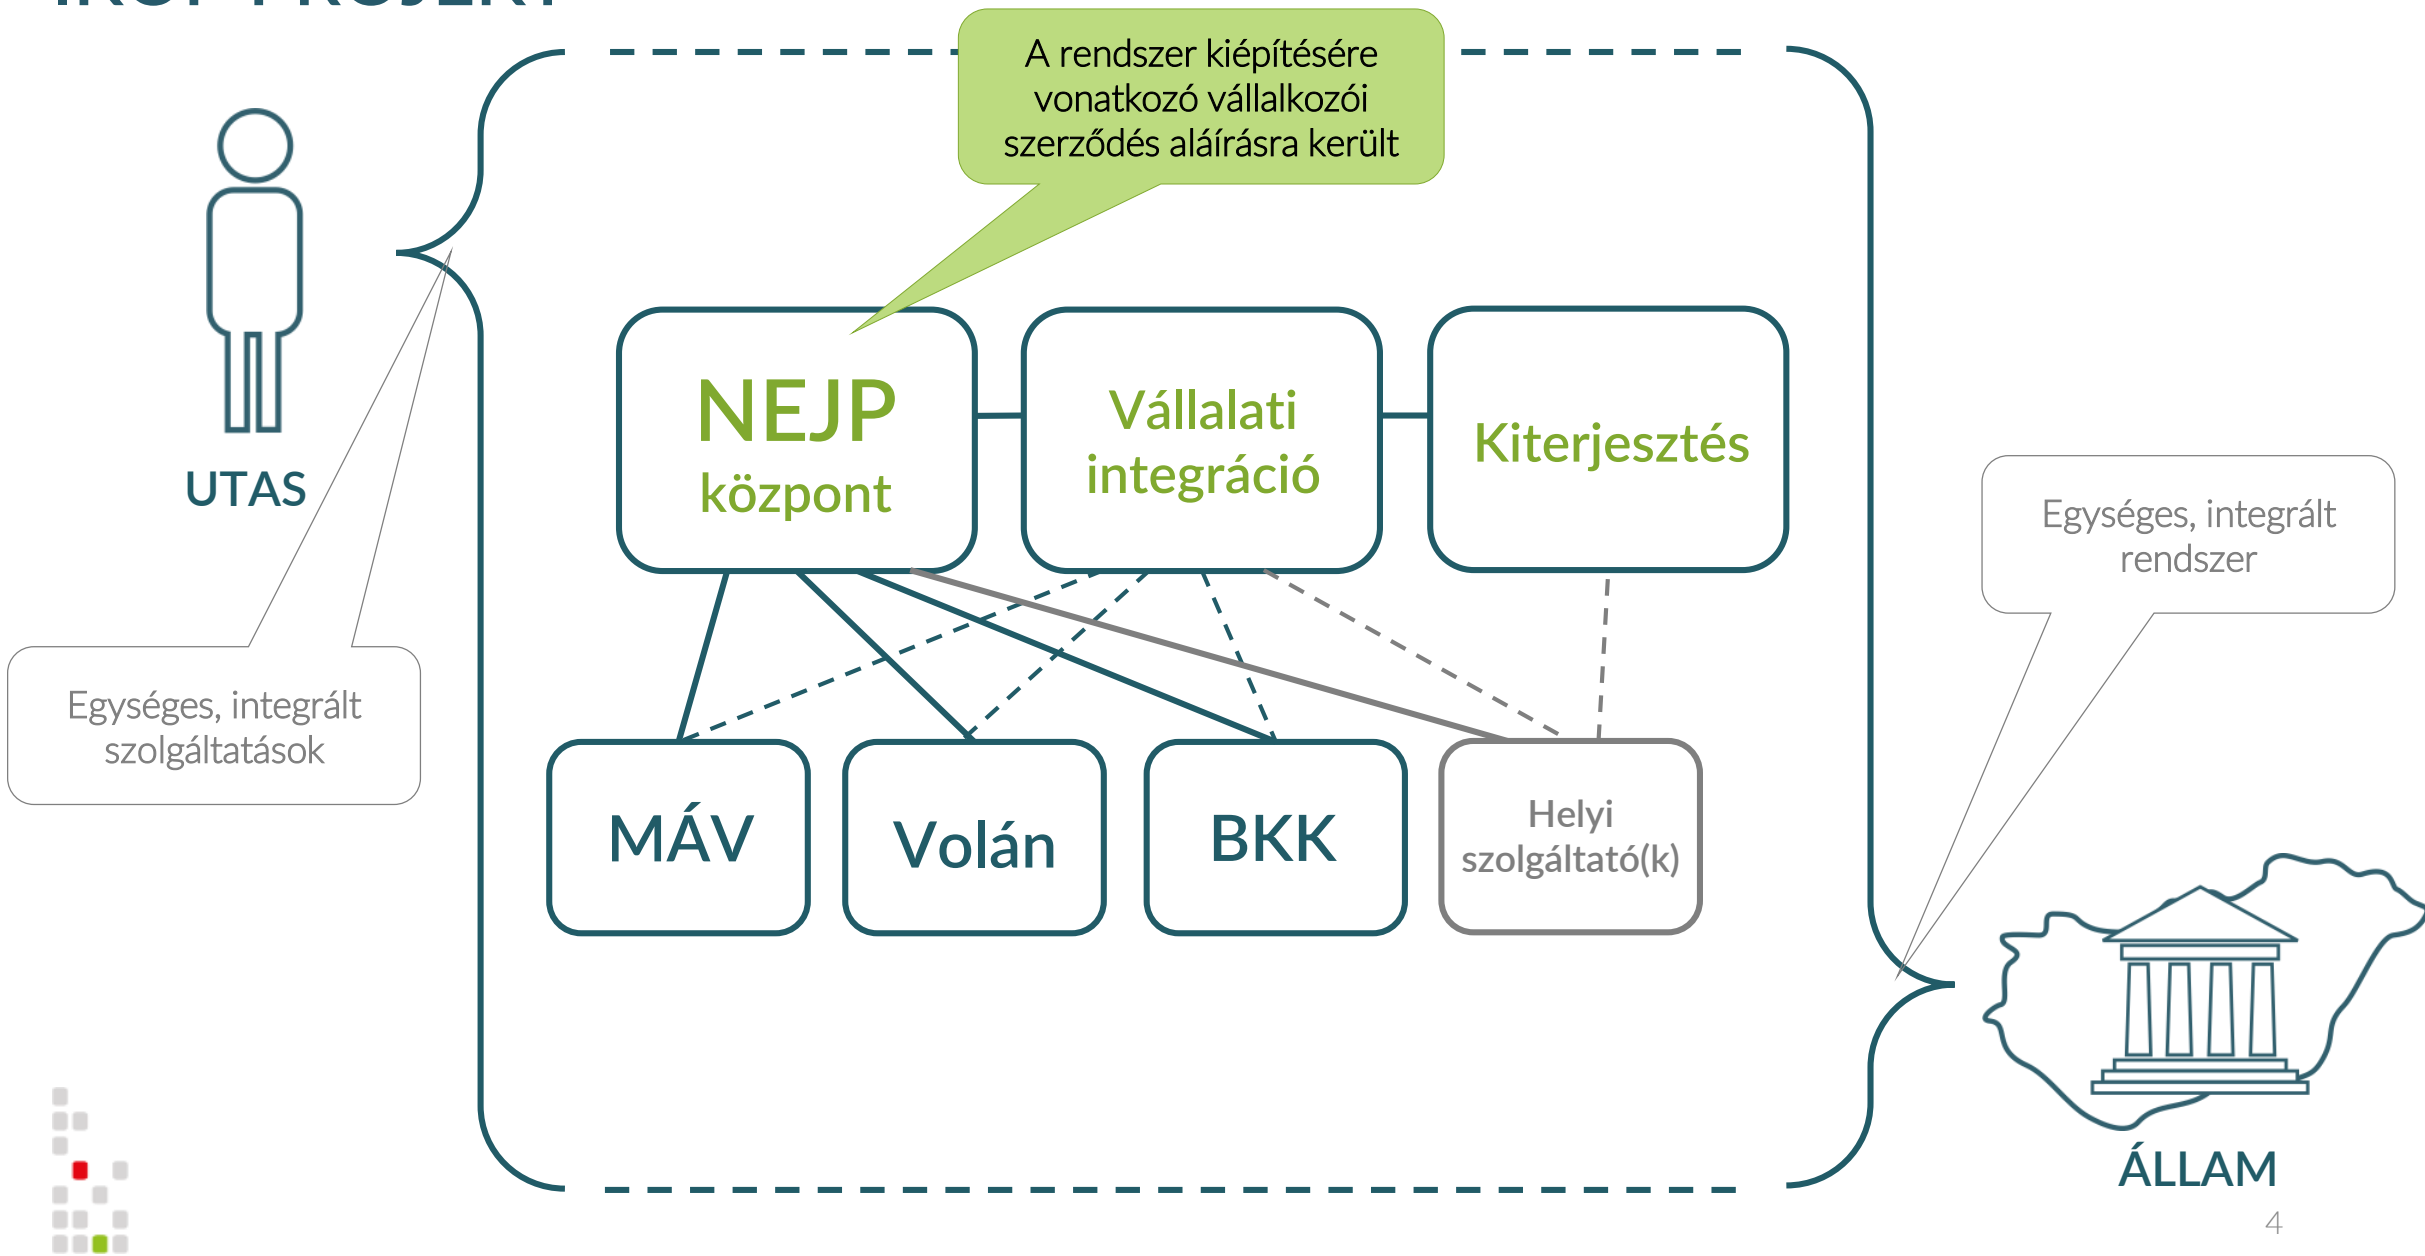 A rendszer kiépítésére
vonatkozó vállalkozói
szerződés aláírásra került
UTAS
NEJP
központ
Vállalati
integráció
Kiterjesztés
Egységes, integrált
rendszer
Egységes, integrált
szolgáltatások
MÁV
Volán
BKK
Helyi
szolgáltató(k)
ÁLLAM
4